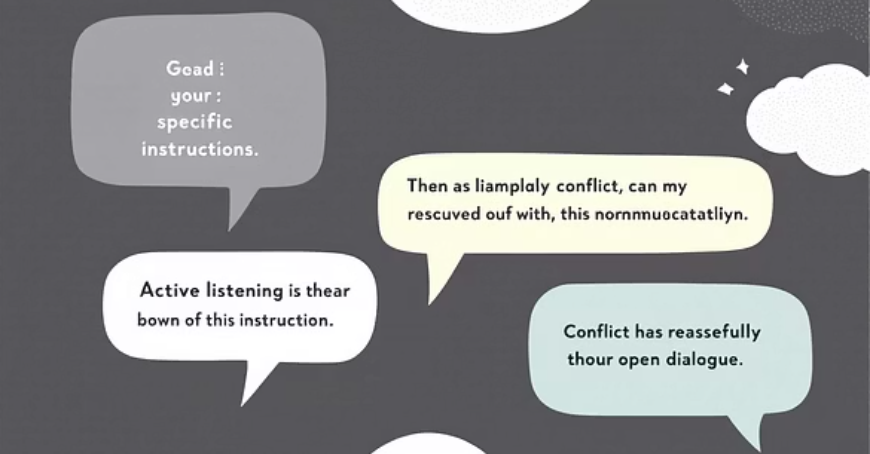 Gead :
your :
specific
instructions.
Then as liamplaly conflict, can my
rescuved ouf with, this nornmnuocatatliyn.
Active listening is thear
bown of this instruction.
Conflict has reassefully
thour open dialogue.